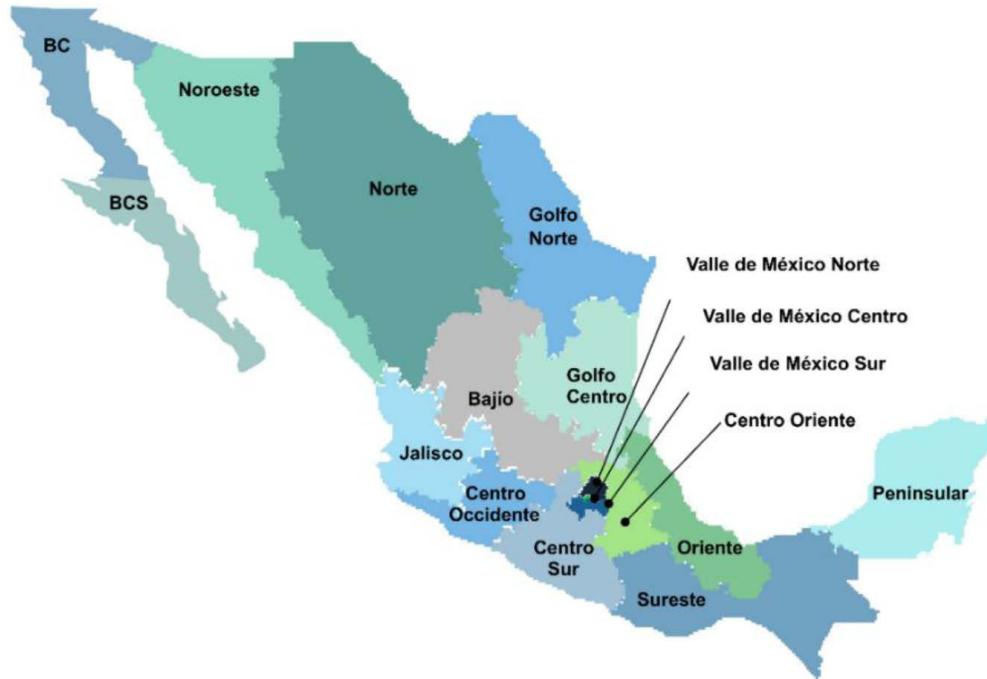 BC
Noroeste
BCS
Norte
Golfo
Norte
Valle de México Norte
Valle de México Centro
Valle de México Sur
Golfo
Centro
Bajío
Centro Oriente
Jalisco
Centro
Occidente
Peninsular
Centro
Sur
Oriente
Sureste